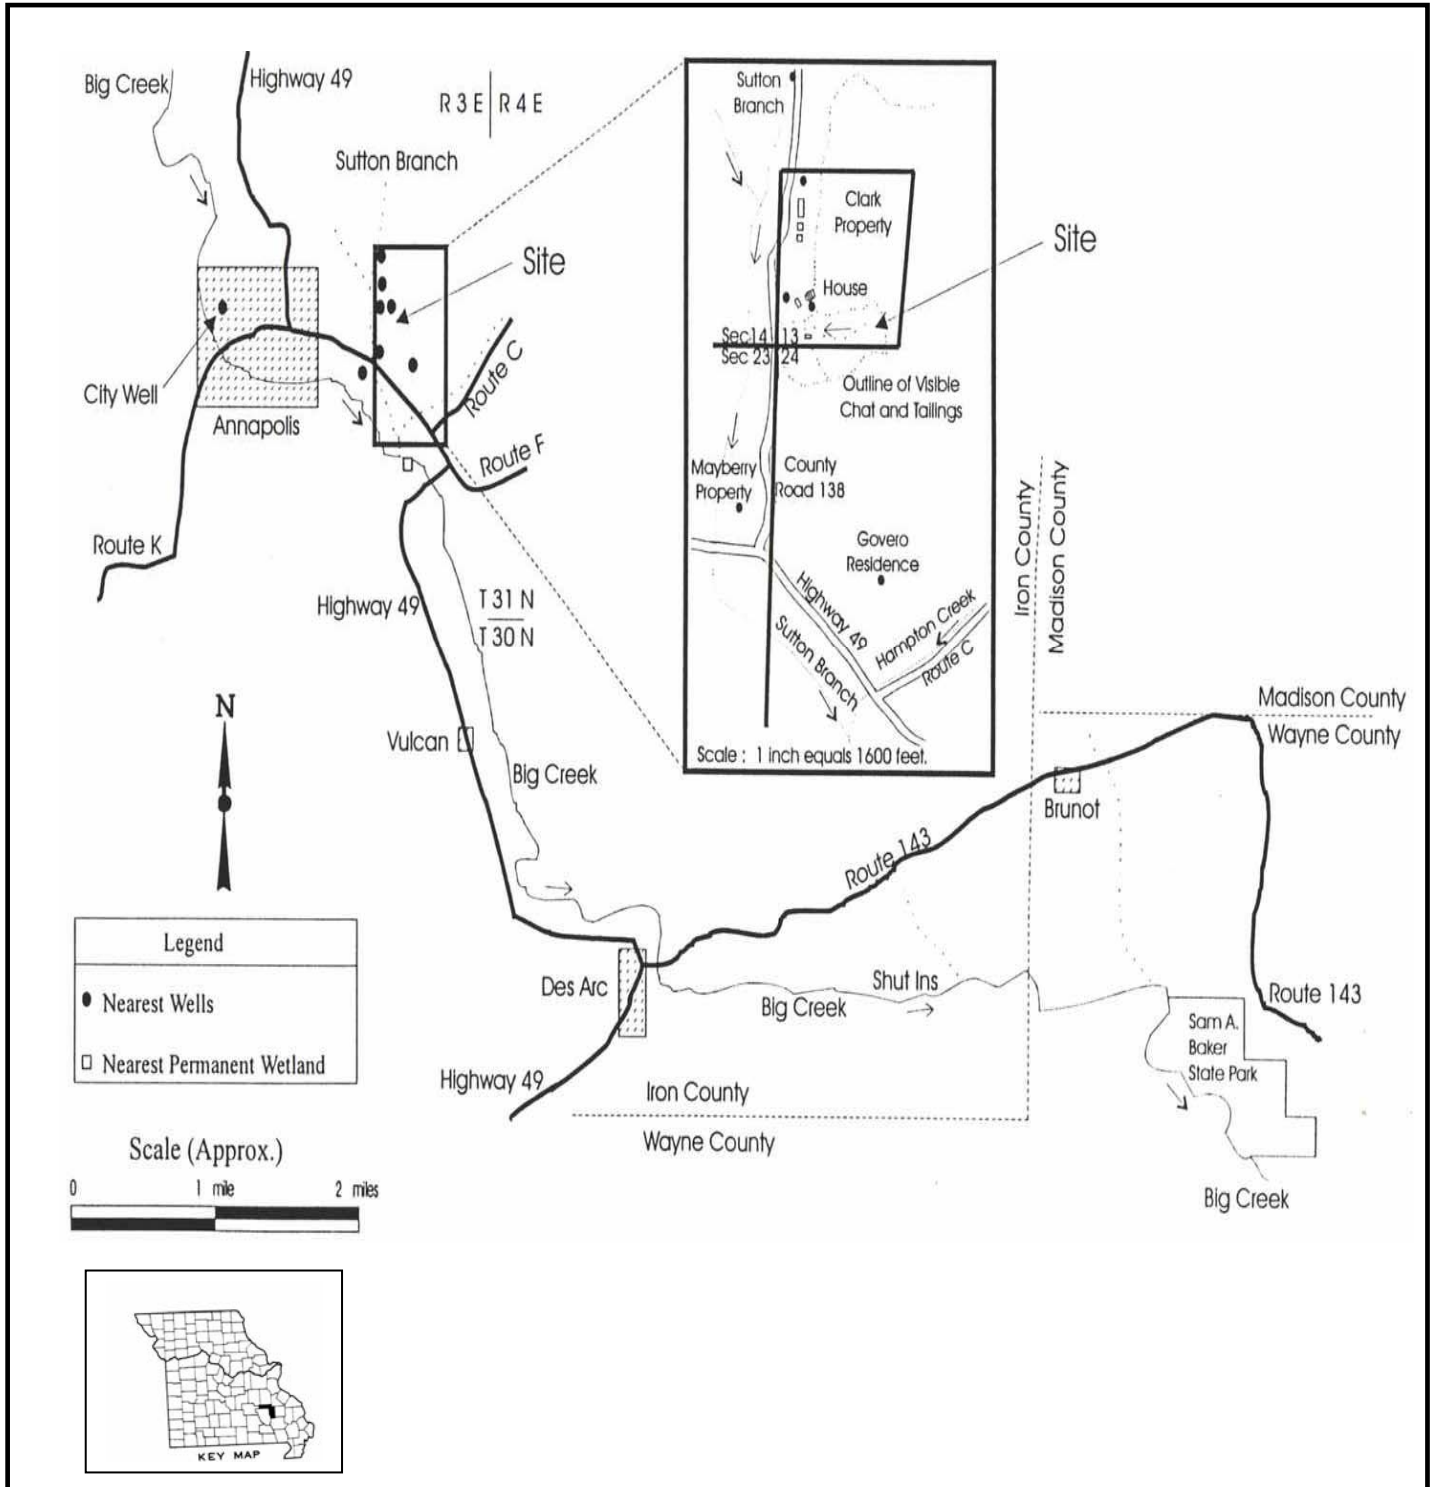 Big Creek
Highway 49
R 3 E
R 4 E
Sutton Branch
Site
City Well
Annapolis
Route C
Route F
Route K
Highway 49
T 31 N
T 30 N
N
Vulcan
Big Creek
Sutton
Branch
Clark
Property
House
Site
Sec 14
13
Sec 23
24
Outline of Visible
Chat and Tailings
Mayberry
Property
County
Road 138
Govero
Residence
Highway 49
Hampton Creek
Route C
Sutton Branch
Scale : 1 inch equals 1600 feet.
Iron County
Madison County
Madison County
Wayne County
Brunot
Route 143
Des Arc
Shut Ins
Big Creek
Route 143
Sam A.
Baker
State Park
Highway 49
Iron County
Wayne County
Big Creek
Legend
Nearest Wells
Nearest Permanent Wetland
Scale (Approx.)
0 1 mile 2 miles
KEY MAP